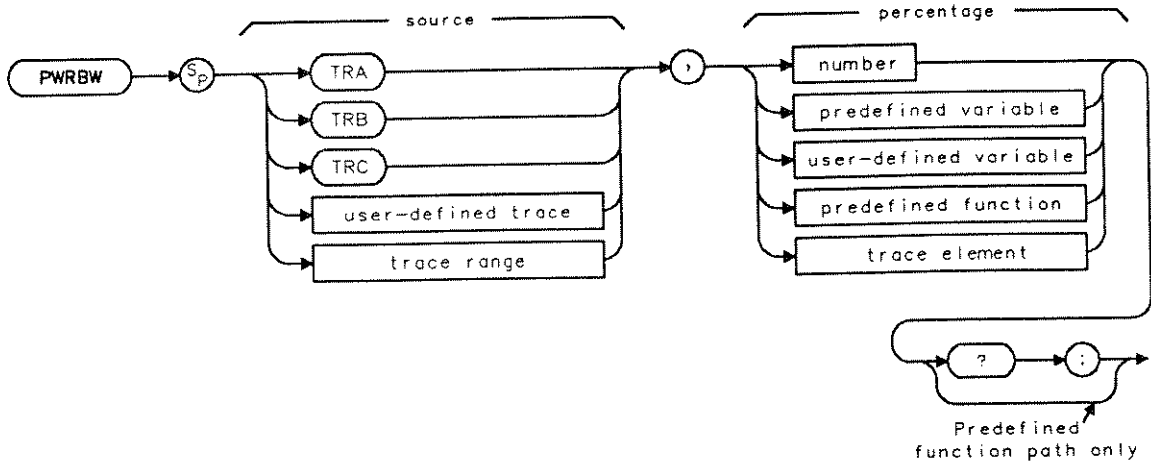 source
percentage
PWRBW
SP
TRA
,
number
TRB
predefined variable
TRC
user-defined variable
user-defined trace
predefined function
trace range
trace element
?
;
Predefined
function path only